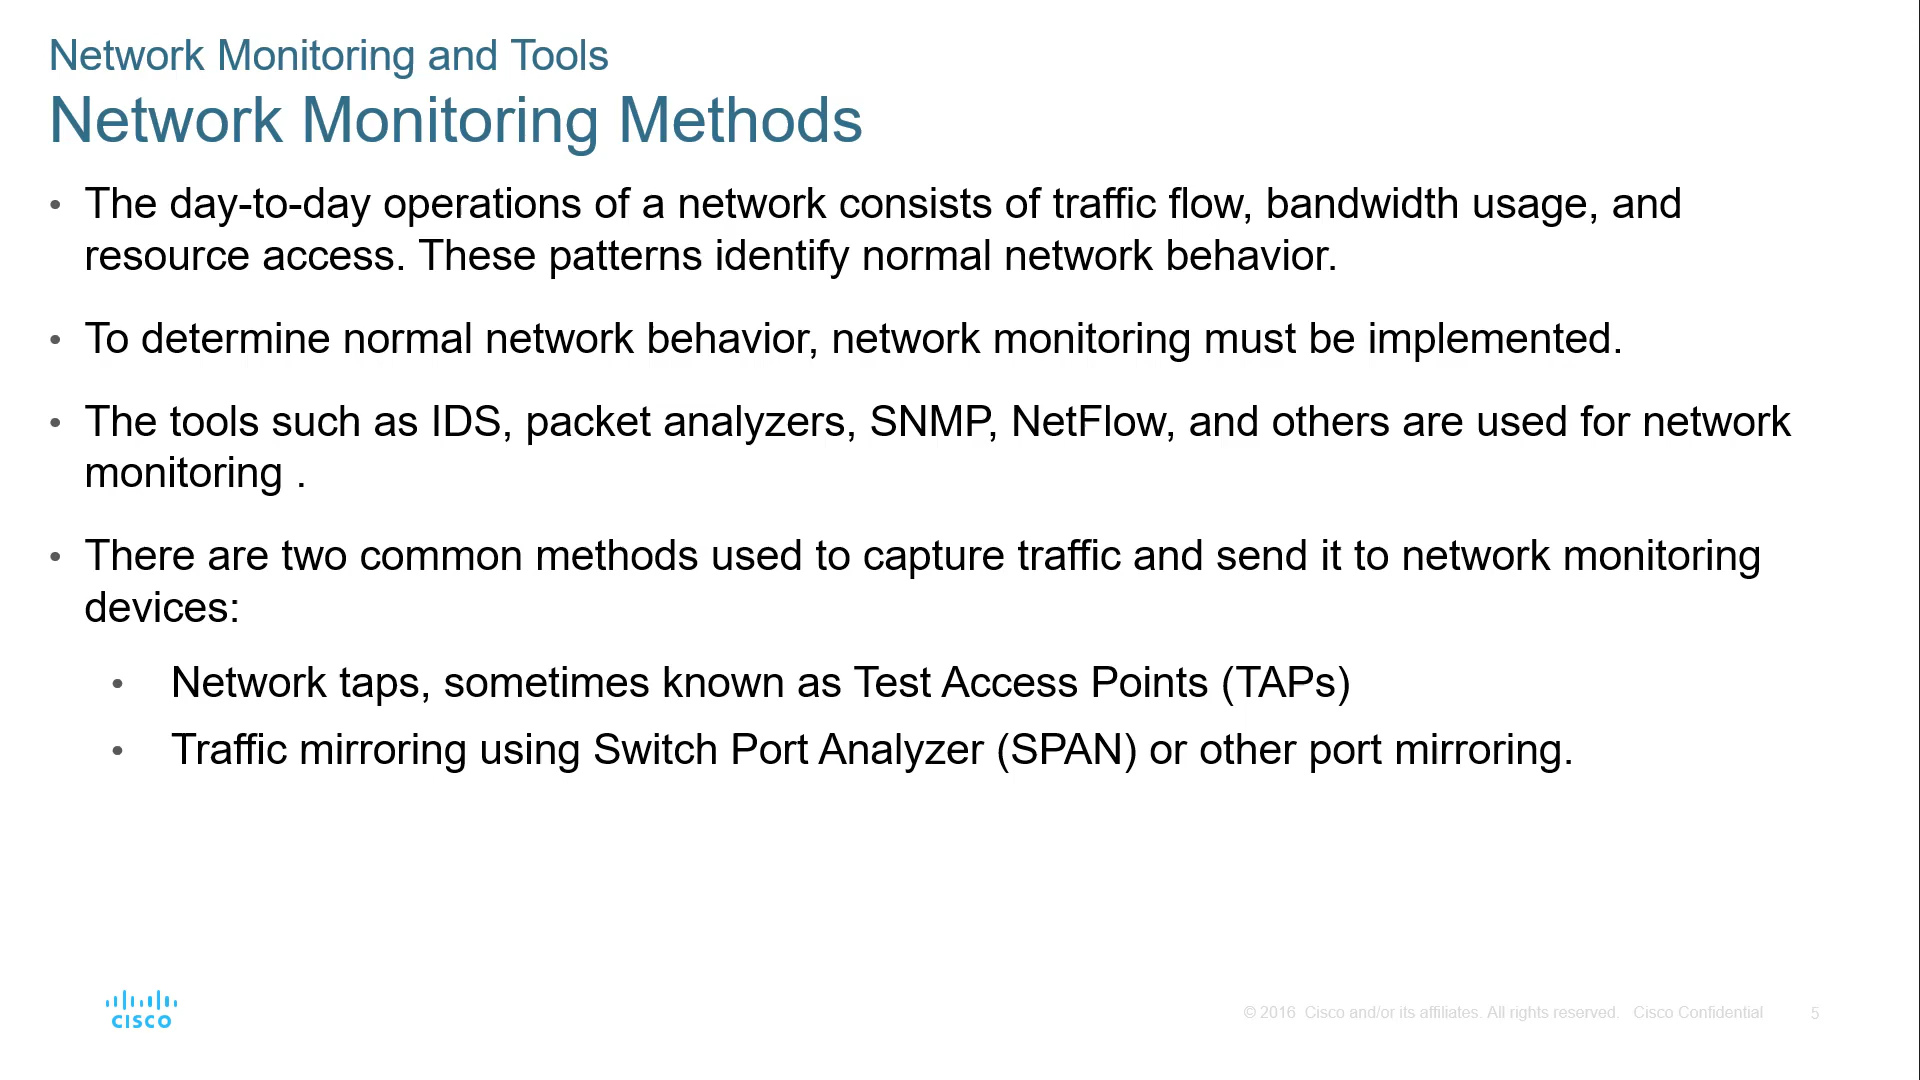 Network Monitoring and Tools
Network Monitoring Methods
• The day-to-day operations of a network consists of traffic flow, bandwidth usage, and
resource access. These patterns identify normal network behavior.
• To determine normal network behavior, network monitoring must be implemented.
• The tools such as IDS, packet analyzers, SNMP, NetFlow, and others are used for network
monitoring .
• There are two common methods used to capture traffic and send it to network monitoring
devices:
• Network taps, sometimes known as Test Access Points (TAPs)
• Traffic mirroring using Switch Port Analyzer (SPAN) or other port mirroring.
CISCO
© 2016 Cisco and/or its affiliates. All rights reserved. Cisco Confidential 5